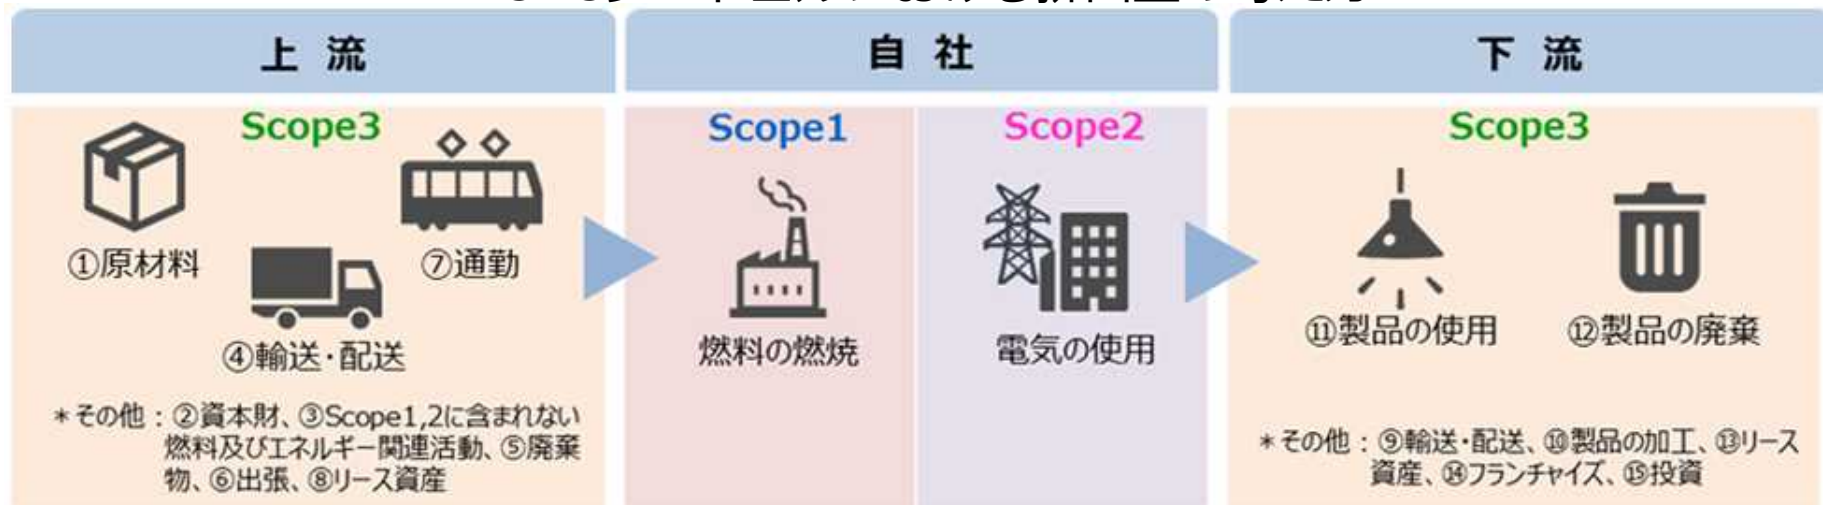 上 流
自 社
下 流
Scope3
①原材料
⑦通勤
④輸送・配送
＊その他：②資本財、③Scope1,2に含まれない
燃料及びエネルギー関連活動、⑤廃棄
物、⑥出張、⑧リース資産
Scope1
燃料の燃焼
Scope2
電気の使用
Scope3
⑪製品の使用
⑫製品の廃棄
＊その他：⑨輸送・配送、⑩製品の加工、⑬リース
資産、⑭フランチャイズ、⑮投資